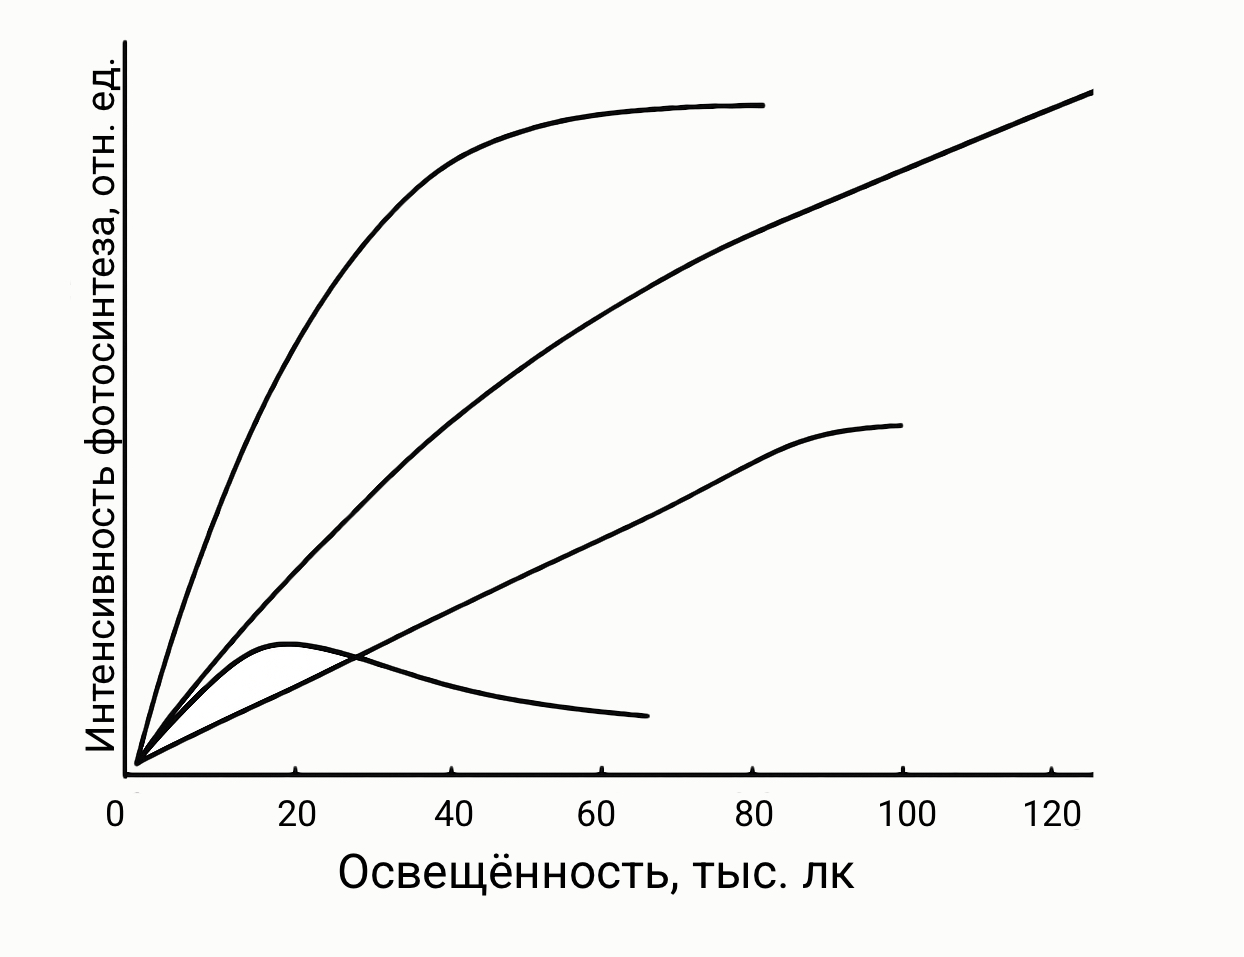 Интенсивность фотосинтеза, отн. ед.
0 20 40 60 80 100 120
Освещённость, тыс. лк